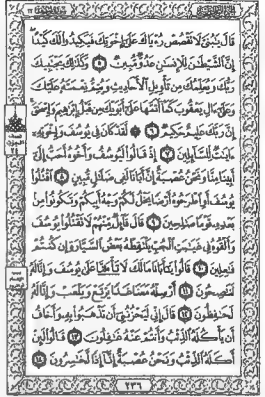 قَالَ يَٰبُنَىَّ لَا تَقۡصُصۡ رُءۡيَاكَ عَلَىٰٓ إِخۡوَتِكَ فَيَكِيدُواْ لَكَ كَيۡدًاۖ
إِنَّ ٱلشَّيۡطَٰنَ لِلۡإِنسَٰنِ عَدُوٌّ مُّبِينٌ ٥ وَكَذَٰلِكَ يَجۡتَبِيكَ
رَبُّكَ وَيُعَلِّمُكَ مِن تَأۡوِيلِ ٱلۡأَحَادِيثِ وَيُتِمُّ نِعۡمَتَهُۥ عَلَيۡكَ
وَعَلَىٰٓ ءَالِ يَعۡقُوبَ كَمَآ أَتَمَّهَا عَلَىٰٓ أَبَوَيۡكَ مِن قَبۡلُ إِبۡرَٰهِيمَ وَإِسۡحَٰقَۚ
إِنَّ رَبَّكَ عَلِيمٌ حَكِيمٌ ٦ ۞ لَّقَدۡ كَانَ فِى يُوسُفَ وَإِخۡوَتِهِۦٓ
ءَايَٰتٌ لِّلسَّآئِلِينَ ٧ إِذۡ قَالُواْ لَيُوسُفُ وَأَخُوهُ أَحَبُّ إِلَىٰٓ
أَبِينَا مِنَّا وَنَحۡنُ عُصۡبَةٌ إِنَّ أَبَانَا لَفِى ضَلَٰلٍ مُّبِينٍ ٨ ٱقۡتُلُواْ
يُوسُفَ أَوِ ٱطۡرَحُوهُ أَرۡضًا يَخۡلُ لَكُمۡ وَجۡهُ أَبِيكُمۡ وَتَكُونُواْ مِنۢ
بَعۡدِهِۦ قَوۡمًا صَٰلِحِينَ ٩ قَالَ قَآئِلٌ مِّنۡهُمۡ لَا تَقۡتُلُواْ يُوسُفَ
وَأَلۡقُوهُ فِى غَيَٰبَتِ ٱلۡجُبِّ يَلۡتَقِطۡهُ بَعۡضُ ٱلسَّيَّارَةِ إِن كُنتُمۡ
فَٰعِلِينَ ١٠ قَالُواْ يَٰٓأَبَانَا مَالَكَ لَا تَأۡمَ۬نَّا عَلَىٰ يُوسُفَ وَإِنَّا لَهُۥ
لَنَٰصِحُونَ ١١ أَرۡسِلۡهُ مَعَنَا غَدًا يَرۡتَعۡ وَيَلۡعَبۡ وَإِنَّا لَهُۥ
لَحَٰفِظُونَ ١٢ قَالَ إِنِّى لَيَحۡزُنُنِىٓ أَن تَذۡهَبُواْ بِهِۦ وَأَخَافُ
أَن يَأۡكُلَهُ ٱلذِّئۡبُ وَأَنتُمۡ عَنۡهُ غَٰفِلُونَ ١٣ قَالُواْ لَئِنۡ
أَكَلَهُ ٱلذِّئۡبُ وَنَحۡنُ عُصۡبَةٌ إِنَّآ إِذًا لَّخَٰسِرُونَ ١٤
٢٣٦